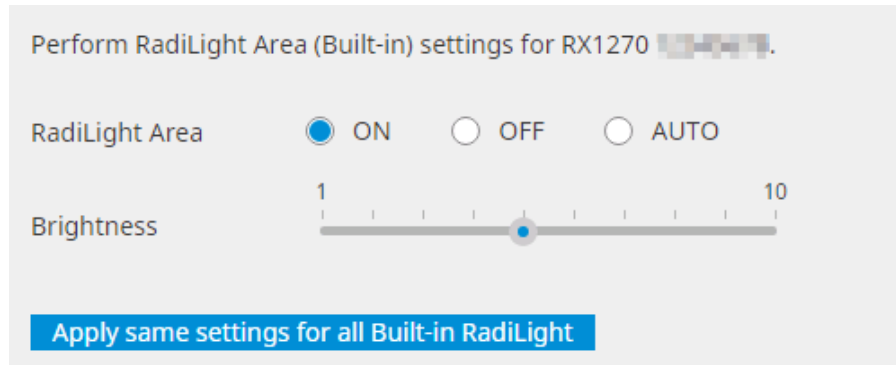 Perform RadiLight Area (Built-in) settings for RX1270 .
RadiLight Area ON OFF AUTO
1 10
Brightness
Apply same settings for all Built-in RadiLight